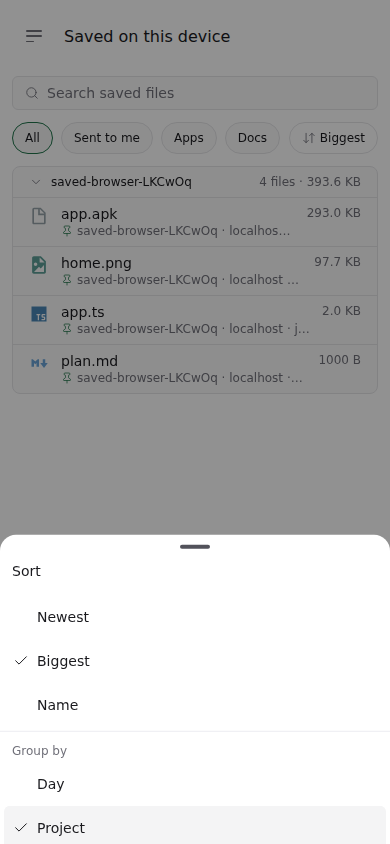 Saved on this device
Search saved files
All
Sent to me
Apps
Docs
Biggest
saved-browser-LKCwOq
4 files · 393.6 KB
app.apk
293.0 KB
saved-browser-LKCwOq · localhos…
home.png
97.7 KB
saved-browser-LKCwOq · localhost …
TS
app.ts
2.0 KB
saved-browser-LKCwOq · localhost · j…
M
plan.md
1000 B
saved-browser-LKCwOq · localhost ·…
Sort
Newest
Biggest
Name
Group by
Day
Project